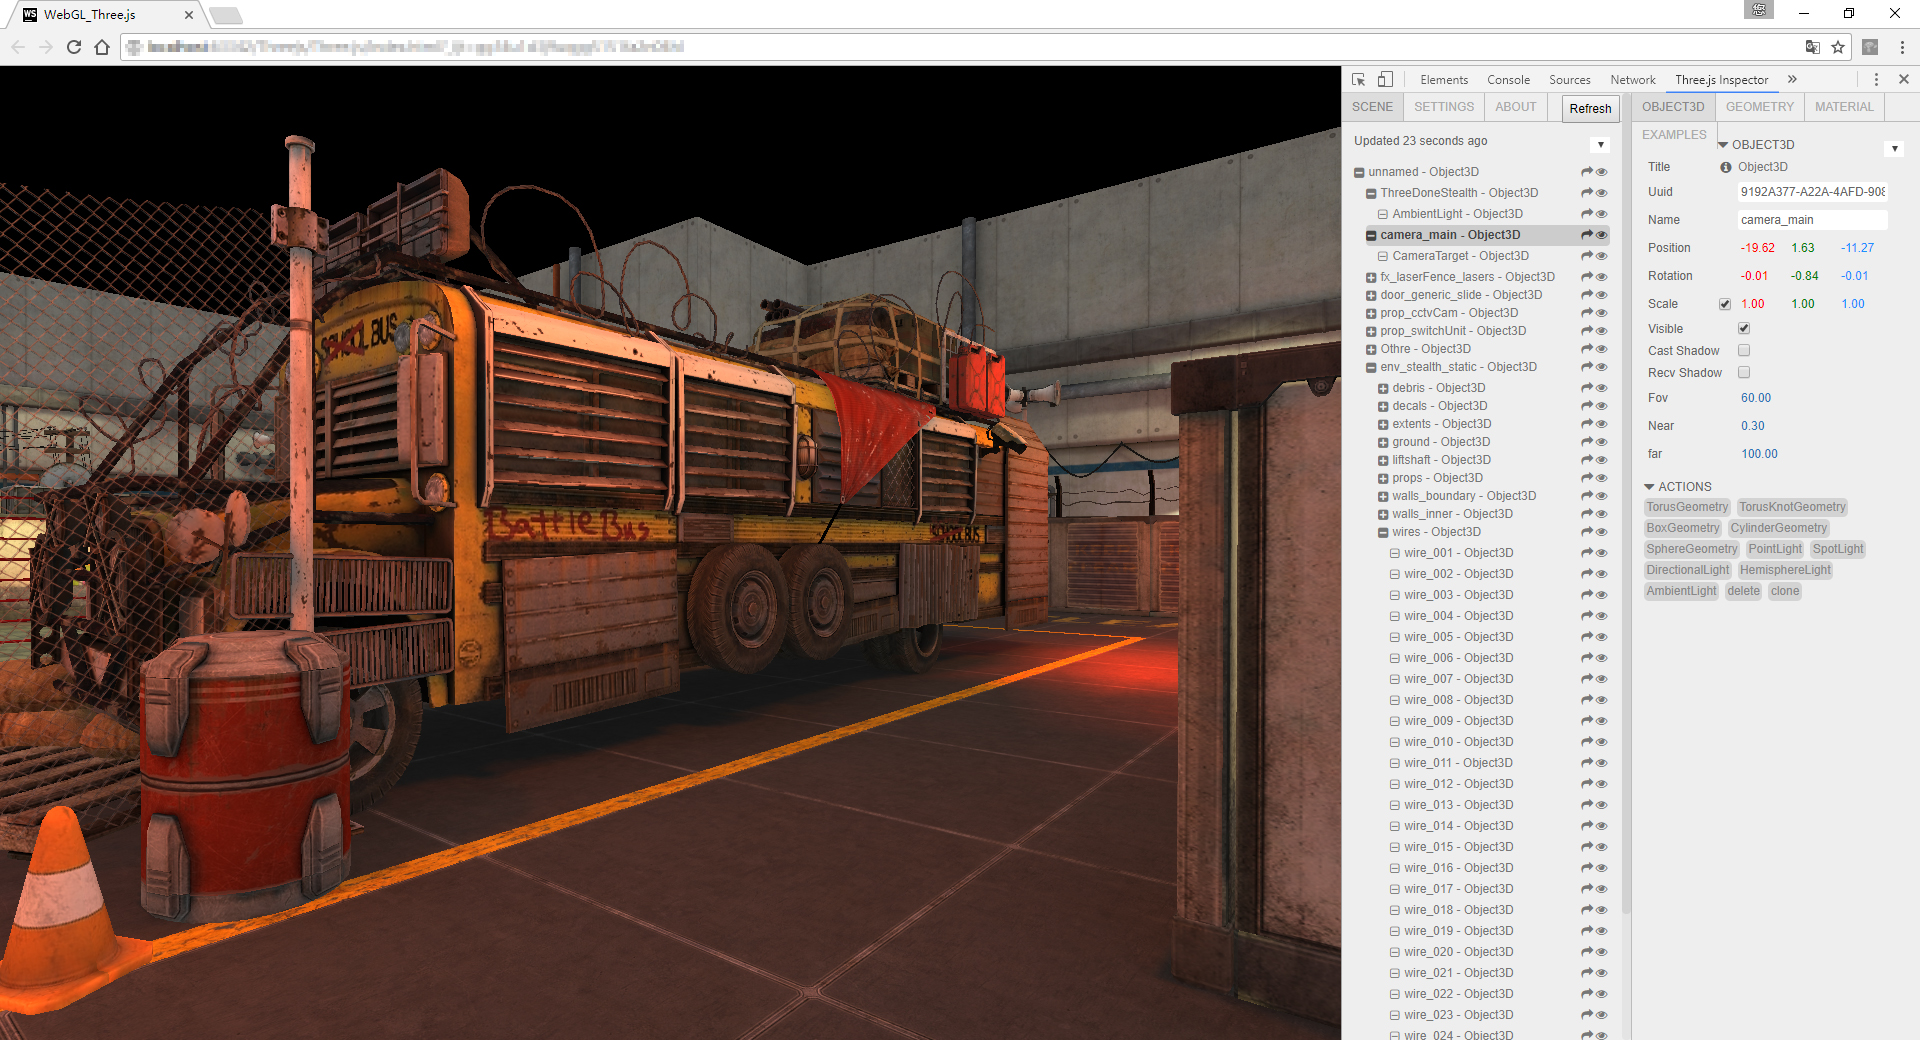 WS WebGL_Three.js
您
Elements Console Sources Network Three.js Inspector
SCENE SETTINGS ABOUT Refresh
Updated 23 seconds ago
unnamed - Object3D
ThreeDoneStealth - Object3D
AmbientLight - Object3D
camera_main - Object3D
CameraTarget - Object3D
fx_laserFence_lasers - Object3D
door_generic_slide - Object3D
prop_cctvCam - Object3D
prop_switchUnit - Object3D
Othre - Object3D
env_stealth_static - Object3D
debris - Object3D
decals - Object3D
extents - Object3D
ground - Object3D
liftshaft - Object3D
props - Object3D
walls_boundary - Object3D
walls_inner - Object3D
wires - Object3D
wire_001 - Object3D
wire_002 - Object3D
wire_003 - Object3D
wire_004 - Object3D
wire_005 - Object3D
wire_006 - Object3D
wire_007 - Object3D
wire_008 - Object3D
wire_009 - Object3D
wire_010 - Object3D
wire_011 - Object3D
wire_012 - Object3D
wire_013 - Object3D
wire_014 - Object3D
wire_015 - Object3D
wire_016 - Object3D
wire_017 - Object3D
wire_018 - Object3D
wire_019 - Object3D
wire_020 - Object3D
wire_021 - Object3D
wire_022 - Object3D
wire_023 - Object3D
wire_024 - Object3D
OBJECT3D GEOMETRY MATERIAL
EXAMPLES
OBJECT3D
Title Object3D
Uuid 9192A377-A22A-4AFD-908
Name camera_main
Position -19.62 1.63 -11.27
Rotation -0.01 -0.84 -0.01
Scale 1.00 1.00 1.00
Visible
Cast Shadow
Recv Shadow
Fov 60.00
Near 0.30
far 100.00
ACTIONS
TorusGeometry TorusKnotGeometry
BoxGeometry CylinderGeometry
SphereGeometry PointLight SpotLight
DirectionalLight HemisphereLight
AmbientLight delete clone
SCHOOL BUS
BattleBus
SCHOOL BUS